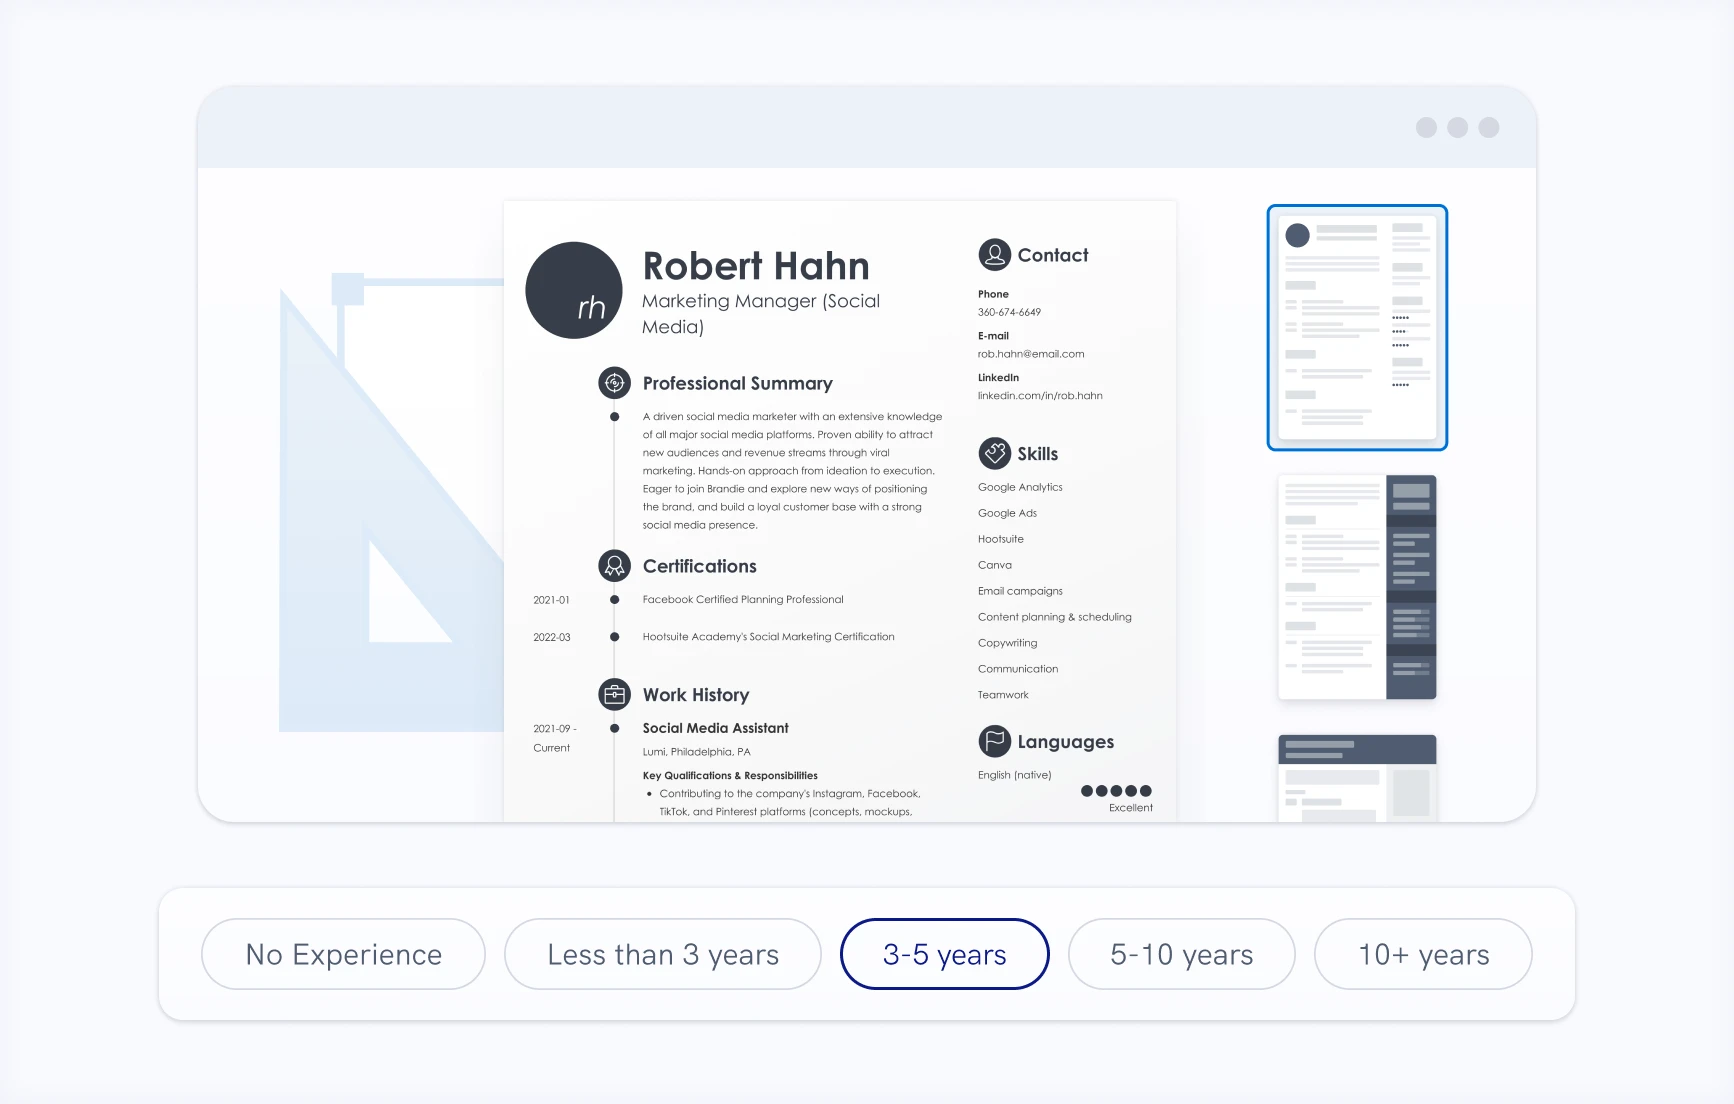 rh
Robert Hahn
Marketing Manager (Social
Media)
Professional Summary
A driven social media marketer with an extensive knowledge
of all major social media platforms. Proven ability to attract
new audiences and revenue streams through viral
marketing. Hands-on approach from ideation to execution.
Eager to join Brandie and explore new ways of positioning
the brand, and build a loyal customer base with a strong
social media presence.
Certifications
2021-01
Facebook Certified Planning Professional
2022-03
Hootsuite Academy's Social Marketing Certification
Work History
2021-09 -
Current
Social Media Assistant
Lumi, Philadelphia, PA
Key Qualifications & Responsibilities
• Contributing to the company's Instagram, Facebook,
TikTok, and Pinterest platforms (concepts, mockups,
Contact
Phone
360-674-6649
E-mail
rob.hahn@email.com
LinkedIn
linkedin.com/in/rob.hahn
Skills
Google Analytics
Google Ads
Hootsuite
Canva
Email campaigns
Content planning & scheduling
Copywriting
Communication
Teamwork
Languages
English (native)
Excellent
No Experience
Less than 3 years
3-5 years
5-10 years
10+ years